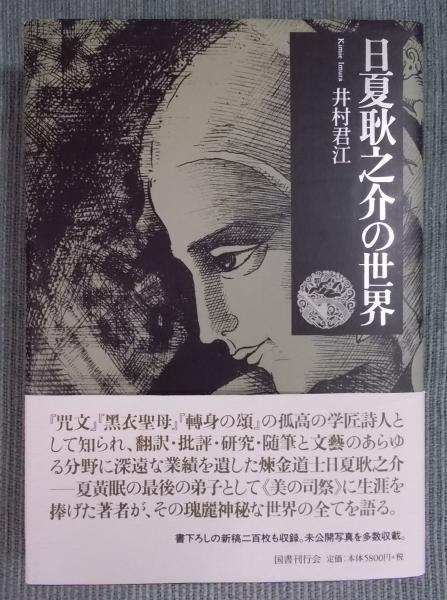 日夏耿之介の世界
Kimie Imura
井村君江
『咒文』『黒衣聖母』『轉身の頌』の孤高の学匠詩人と
して知られ、翻訳・批評・研究・随筆と文藝のあらゆ
る分野に深遠な業績を遺した煉金道士日夏耿之介
――夏黄眠の最後の弟子として《美の司祭》に生涯を
捧げた著者が、その瑰麗神秘な世界の全てを語る。
書下ろしの新稿二百枚も収録。未公開写真を多数収載。
国書刊行会 定価：本体5800円+税